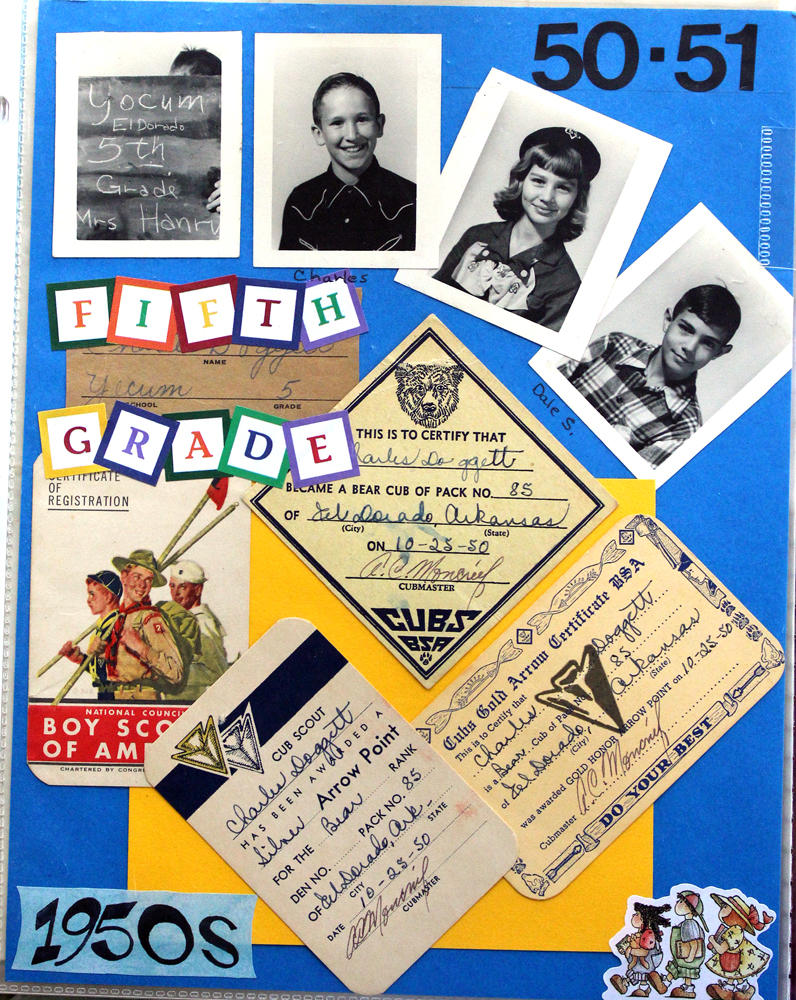 50·51
Yocum
ElDorado
5th
Grade
Mrs Hanry
Charles
Dale S.
FIFTH
NAME
Yocum 5
SCHOOL GRADE
GRADE
CERTIFICATE
OF
REGISTRATION
NATIONAL COUNCIL
BOY SCO
OF AM
CHARTERED BY CONGRE
THIS IS TO CERTIFY THAT
Charles Doggett
BECAME A BEAR CUB OF PACK NO. 85
OF El Dorado, Arkansas
(City) (State)
ON 10-25-50
A.C. Moncrief
CUBMASTER
CUBS
BSA
Cubs Gold Arrow Certificate BSA
This is to Certify that
Charles Doggett
is a Bear Cub of Pack No. 85
of El Dorado Arkansas
(City) (State)
was awarded GOLD HONOR ARROW POINT on 10-25-50
Cubmaster A.C. Moncrief
DO YOUR BEST
CUB SCOUT
Charles Doggett
HAS BEEN AWARDED A
Silver Arrow Point
FOR THE Bear RANK
DEN NO. PACK NO. 85
OF El Dorado, Ark.
CITY STATE
DATE 10-25-50
A.C. Moncrief
CUBMASTER
1950s